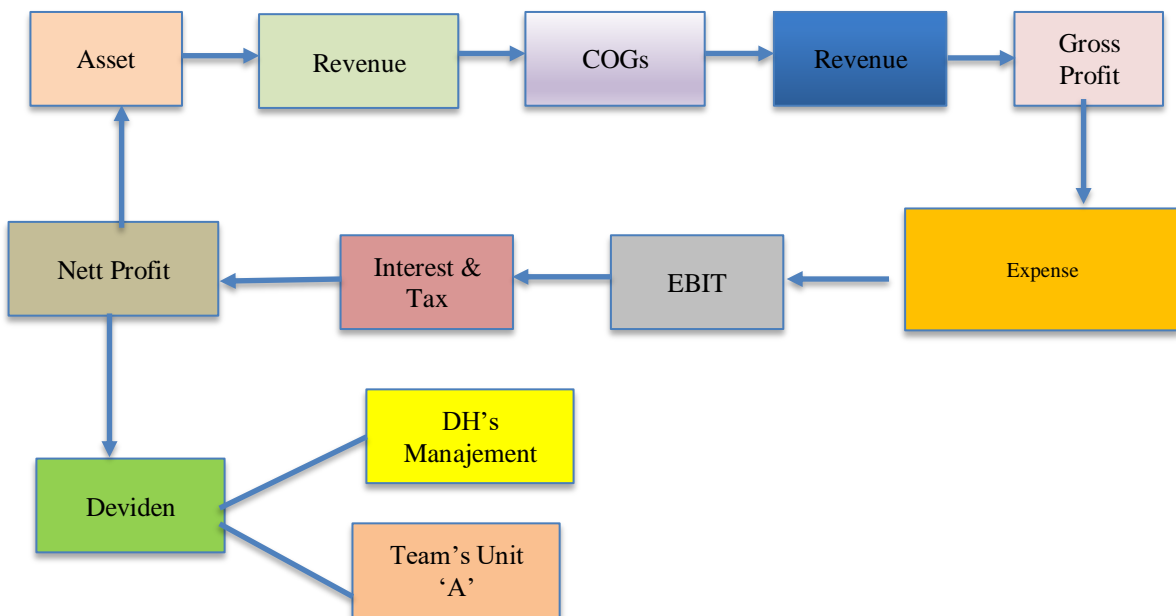 Asset
Revenue
COGs
Revenue
Gross
Profit
Nett Profit
Interest &
Tax
EBIT
Expense
DH’s
Manajement
Deviden
Team’s Unit
‘A’